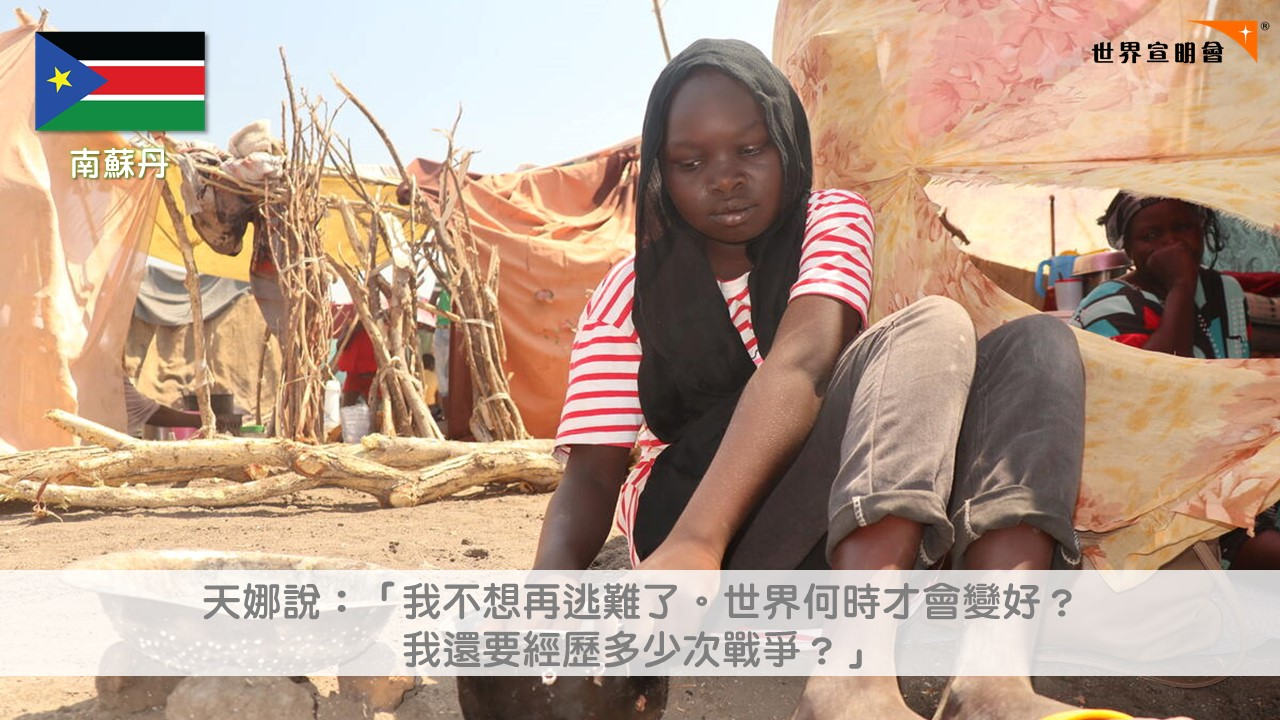 世界宣明會®
南蘇丹
天娜說：「我不想再逃難了。世界何時才會變好？
我還要經歷多少次戰爭？」